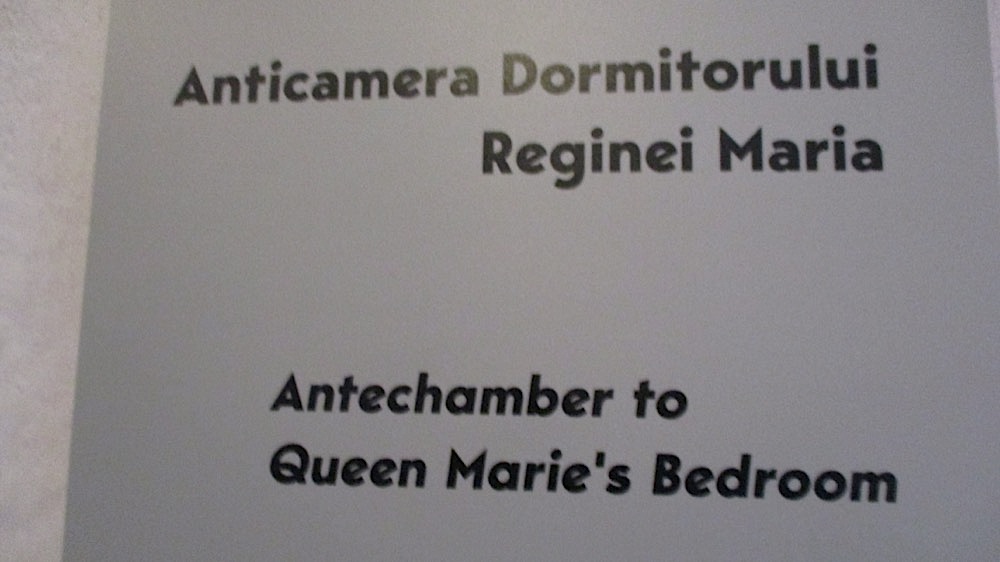 Anticamera Dormitorului
Reginei Maria
Antechamber to
Queen Marie's Bedroom